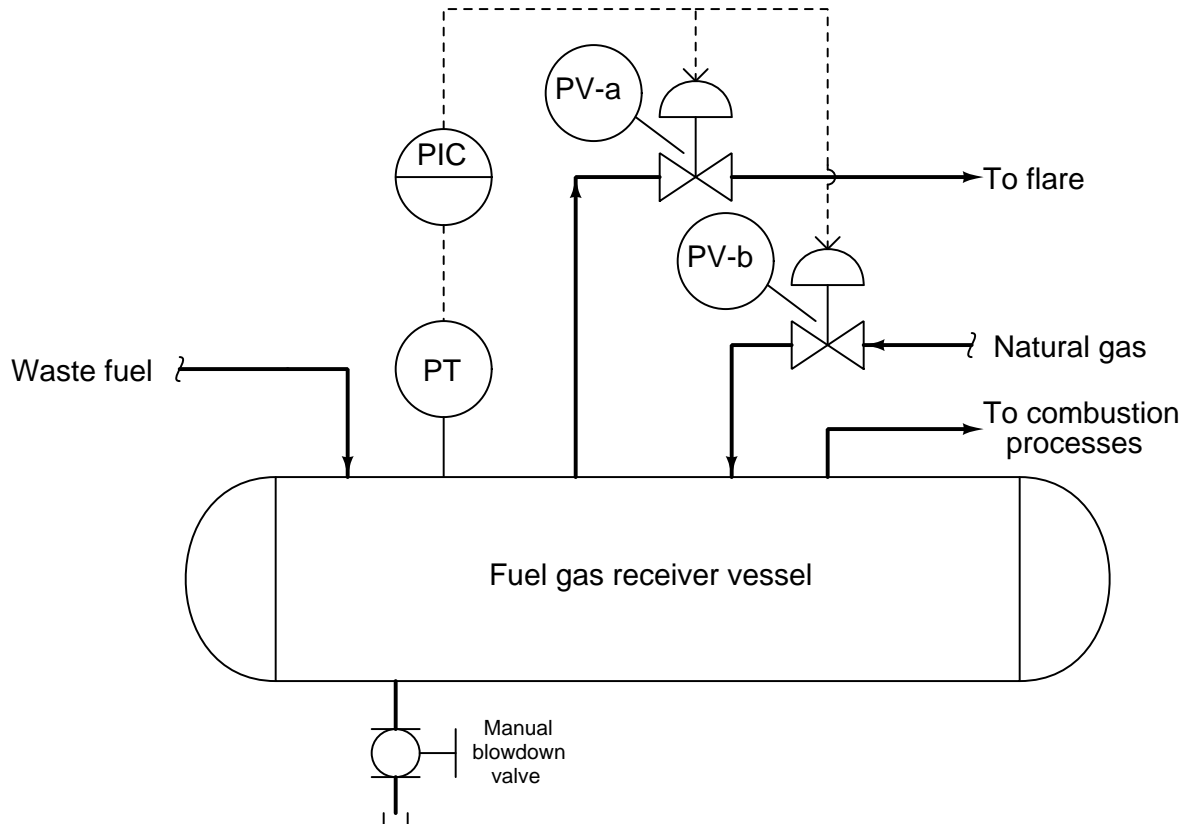 PV-a
PIC
To flare
PV-b
Natural gas
Waste fuel
PT
To combustion
processes
Fuel gas receiver vessel
Manual
blowdown
valve